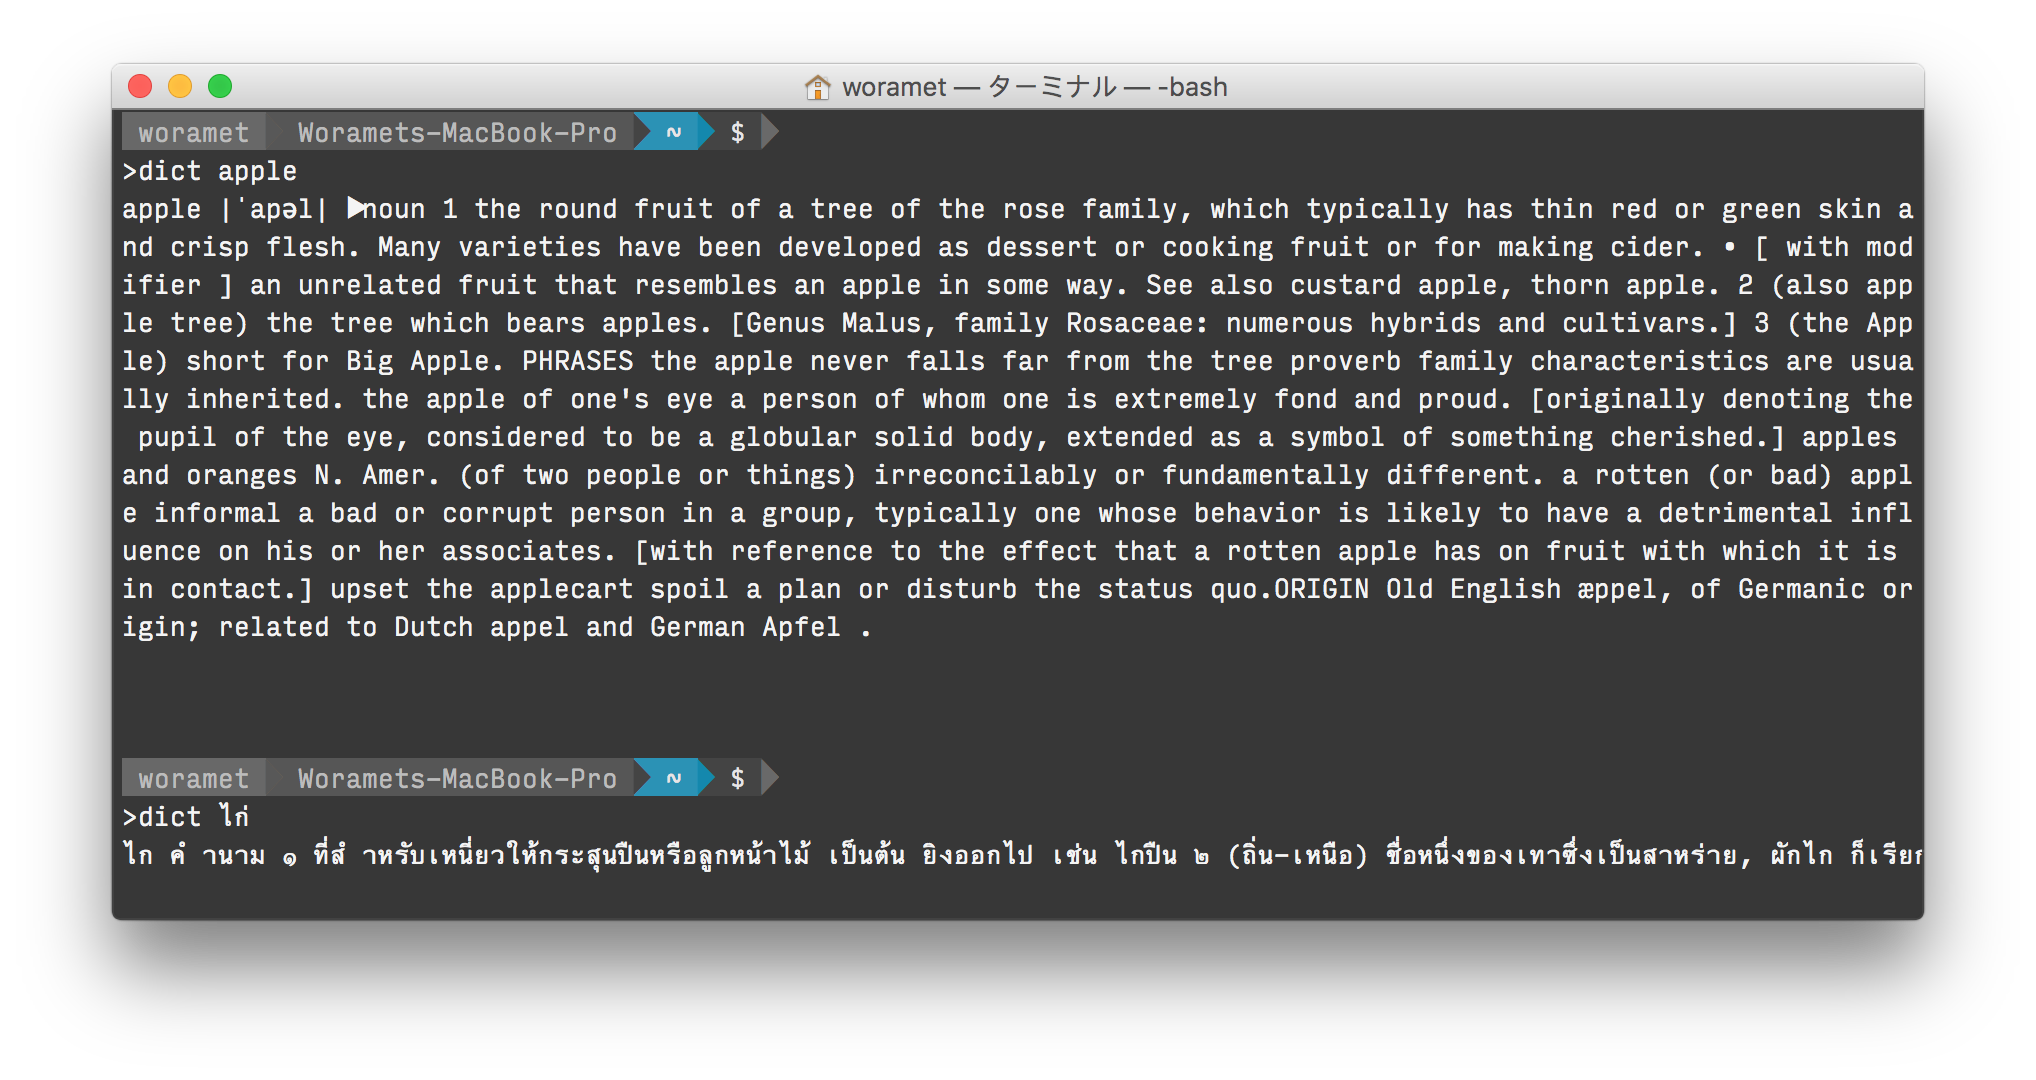 woramet — ターミナル — -bash
woramet Woramets-MacBook-Pro ~ $
>dict apple
apple |ˈapəl| ▶noun 1 the round fruit of a tree of the rose family, which typically has thin red or green skin a
nd crisp flesh. Many varieties have been developed as dessert or cooking fruit or for making cider. • [ with mod
ifier ] an unrelated fruit that resembles an apple in some way. See also custard apple, thorn apple. 2 (also app
le tree) the tree which bears apples. [Genus Malus, family Rosaceae: numerous hybrids and cultivars.] 3 (the App
le) short for Big Apple. PHRASES the apple never falls far from the tree proverb family characteristics are usua
lly inherited. the apple of one's eye a person of whom one is extremely fond and proud. [originally denoting the
 pupil of the eye, considered to be a globular solid body, extended as a symbol of something cherished.] apples
and oranges N. Amer. (of two people or things) irreconcilably or fundamentally different. a rotten (or bad) appl
e informal a bad or corrupt person in a group, typically one whose behavior is likely to have a detrimental infl
uence on his or her associates. [with reference to the effect that a rotten apple has on fruit with which it is
in contact.] upset the applecart spoil a plan or disturb the status quo.ORIGIN Old English æppel, of Germanic or
igin; related to Dutch appel and German Apfel .
woramet Woramets-MacBook-Pro ~ $
>dict ไก่
ไก คํ านาม ๑ ที่สํ าหรับเหนี่ยวให้กระสุนปืนหรือลูกหน้าไม้ เป็นต้น ยิงออกไป เช่น ไกปืน ๒ (ถิ่น-เหนือ) ชื่อหนึ่งของเทาซึ่งเป็นสาหร่าย, ผักไก ก็เรียก